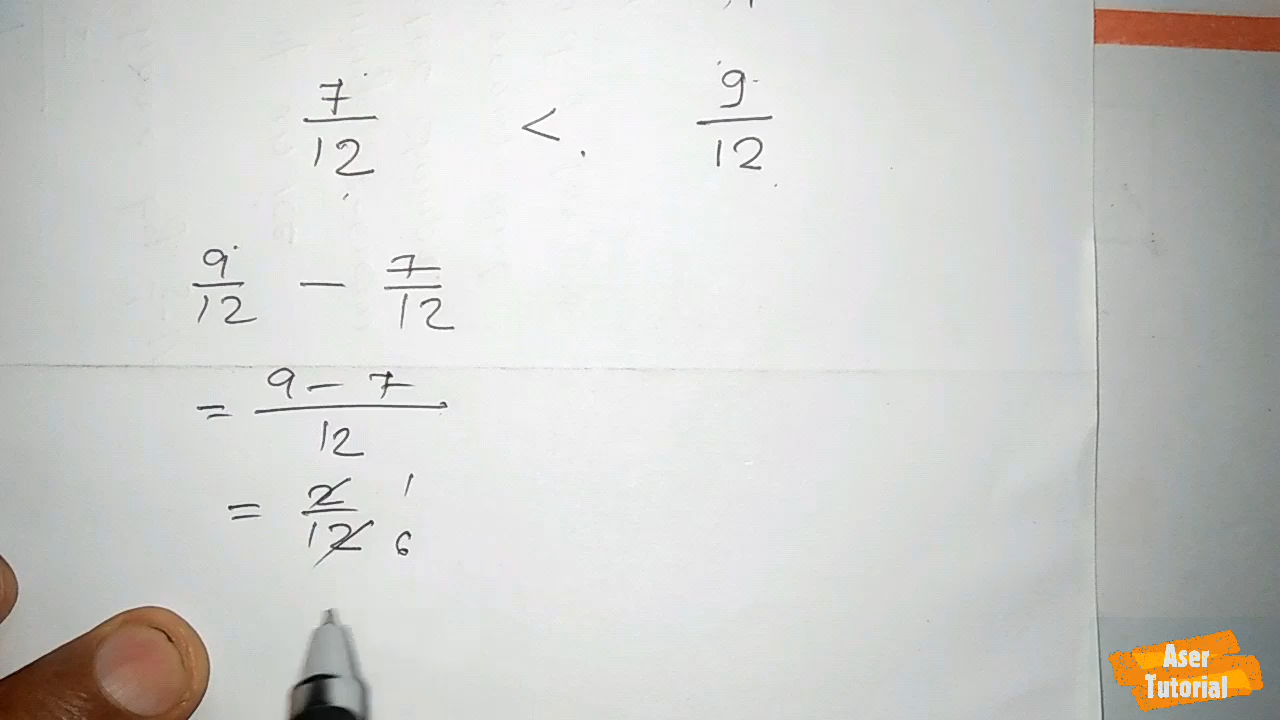 7/12 < 9/12
9/12 - 7/12
= 9 - 7/12
= 2/12 1/6
Aser
Tutorial